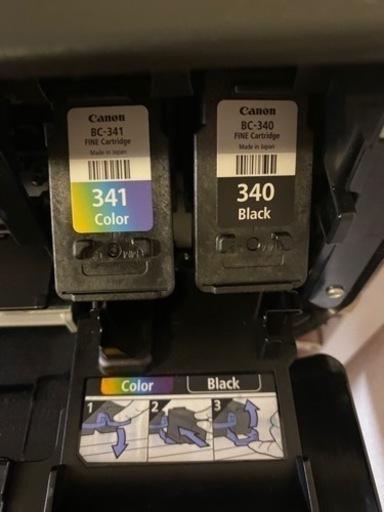 Canon
BC-341
FINE Cartridge
Made in Japan
341
Color
Canon
BC-340
FINE Cartridge
Made in Japan
340
Black
Color
Black
1
2
3